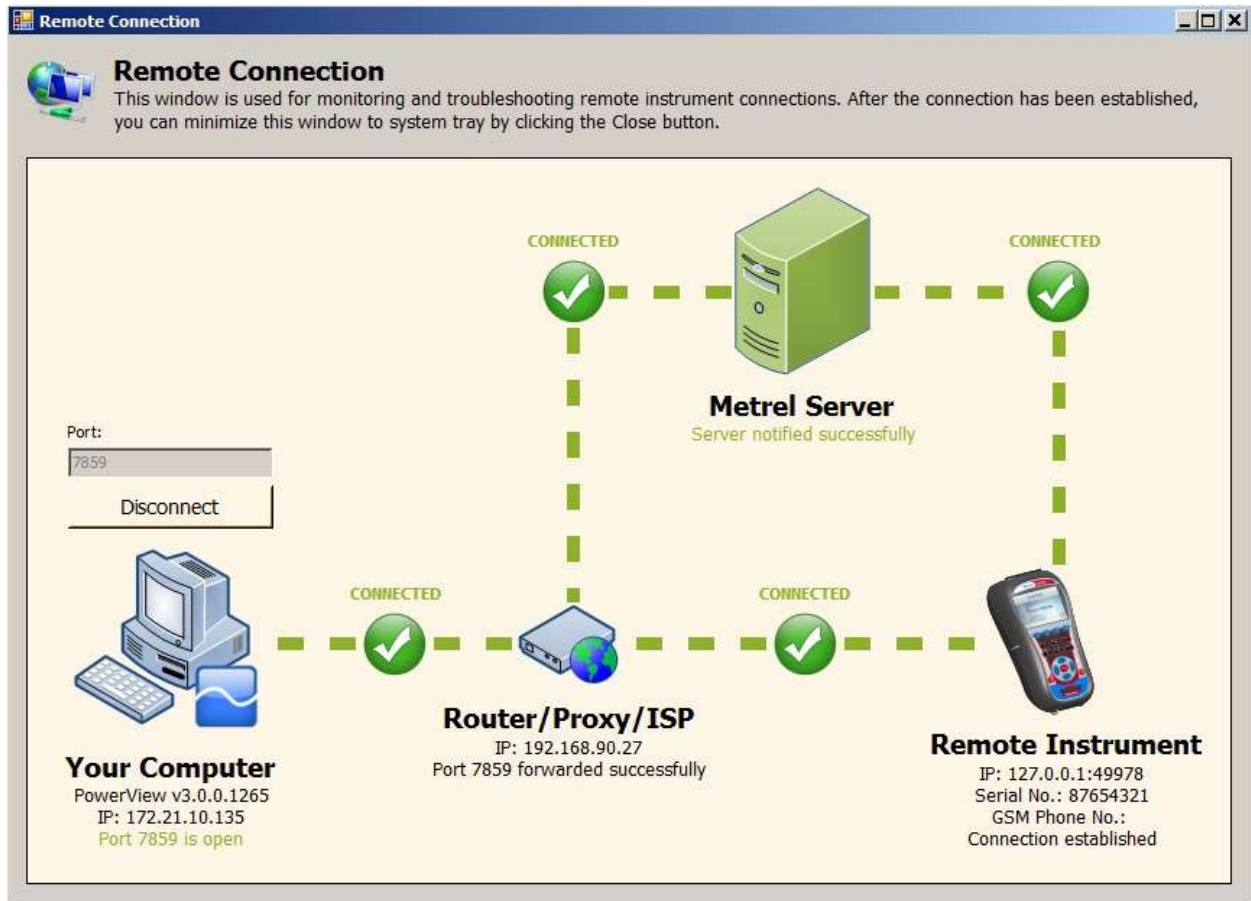 Remote Connection
Remote Connection
This window is used for monitoring and troubleshooting remote instrument connections. After the connection has been established,
you can minimize this window to system tray by clicking the Close button.
CONNECTED
CONNECTED
Metrel Server
Server notified successfully
Port:
7859
Disconnect
CONNECTED
CONNECTED
Router/Proxy/ISP
IP: 192.168.90.27
Port 7859 forwarded successfully
Your Computer
PowerView v3.0.0.1265
IP: 172.21.10.135
Port 7859 is open
Remote Instrument
IP: 127.0.0.1:49978
Serial No.: 87654321
GSM Phone No.:
Connection established